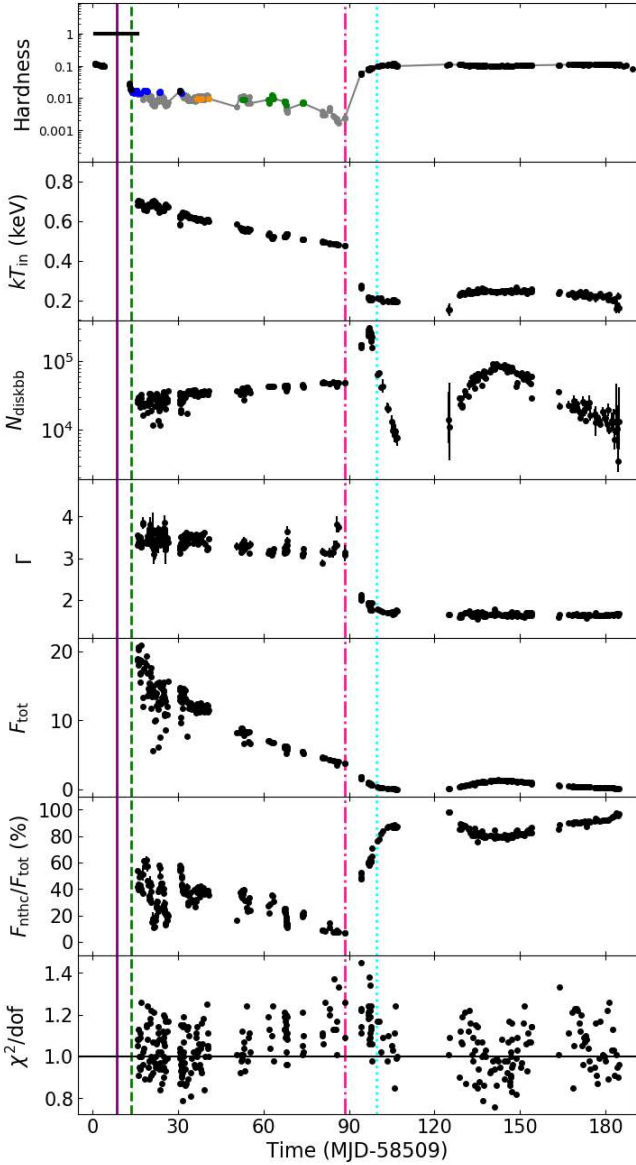 Hardness
1
0.1
0.01
0.001
kT_in (keV)
0.8
0.6
0.4
0.2
N_diskbb
10^5
10^4
Γ
4
3
2
F_tot
20
10
0
F_nthc/F_tot (%)
100
80
60
40
20
0
χ²/dof
1.4
1.2
1.0
0.8
0 30 60 90 120 150 180
Time (MJD-58509)